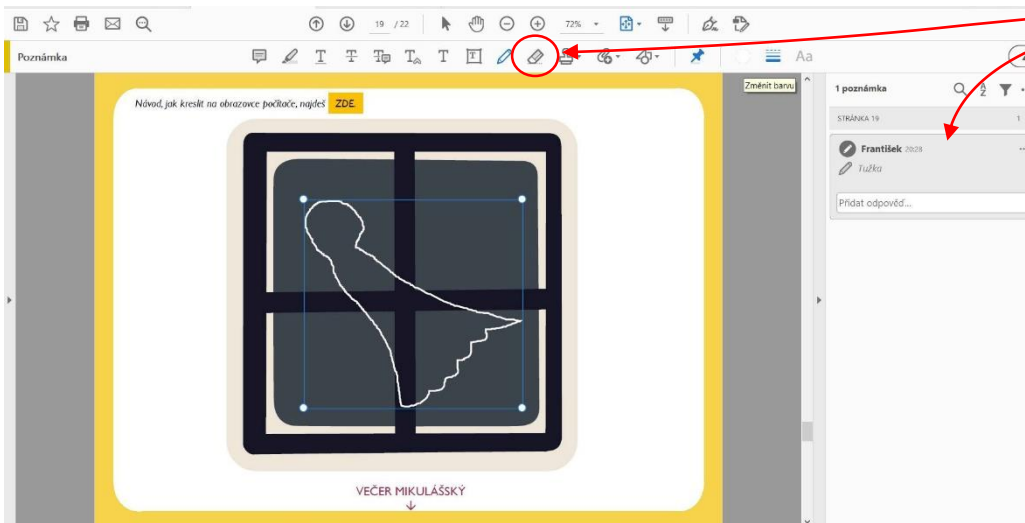 19 / 22
72%
Poznámka
Aa
Změnit barvu
Návod, jak kreslit na obrazovce počítače, najdeš ZDE.
VEČER MIKULÁŠSKÝ
1 poznámka
STRÁNKA 19 1
František 20:28
Tužka
Přidat odpověď...